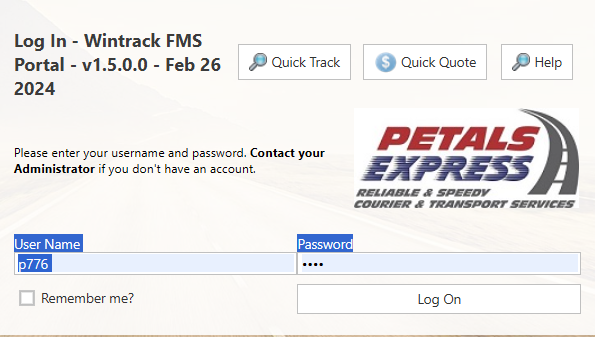 Log In - Wintrack FMS
Portal - v1.5.0.0 - Feb 26
2024
Quick Track
Quick Quote
Help
PETALS
EXPRESS
RELIABLE & SPEEDY
COURIER & TRANSPORT SERVICES
Please enter your username and password. Contact your
Administrator if you don't have an account.
User Name
Password
p776
••••
Remember me?
Log On